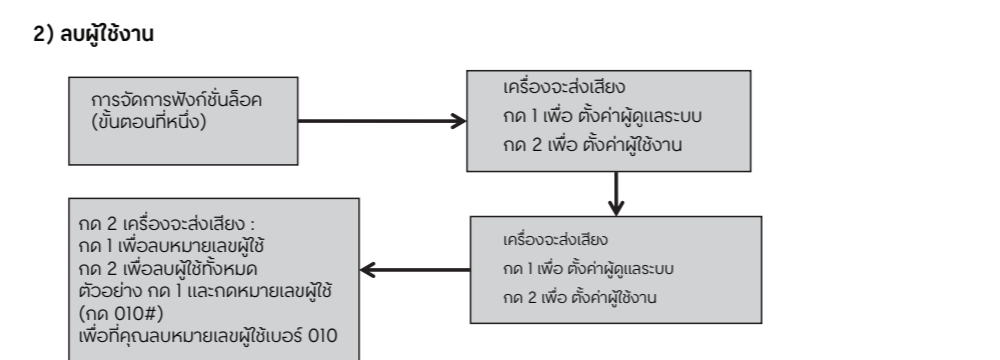 2) ลบผู้ใช้งาน
การจัดการฟังก์ชั่นล็อค
(ขั้นตอนที่หนึ่ง)
เครื่องจะส่งเสียง
กด 1 เพื่อ ตั้งค่าผู้ดูแลระบบ
กด 2 เพื่อ ตั้งค่าผู้ใช้งาน
เครื่องจะส่งเสียง
กด 1 เพื่อ ตั้งค่าผู้ดูแลระบบ
กด 2 เพื่อ ตั้งค่าผู้ใช้งาน
กด 2 เครื่องจะส่งเสียง :
กด 1 เพื่อลบหมายเลขผู้ใช้
กด 2 เพื่อลบผู้ใช้ทั้งหมด
ตัวอย่าง กด 1 และกดหมายเลขผู้ใช้
(กด 010#)
เพื่อที่คุณลบหมายเลขผู้ใช้เบอร์ 010